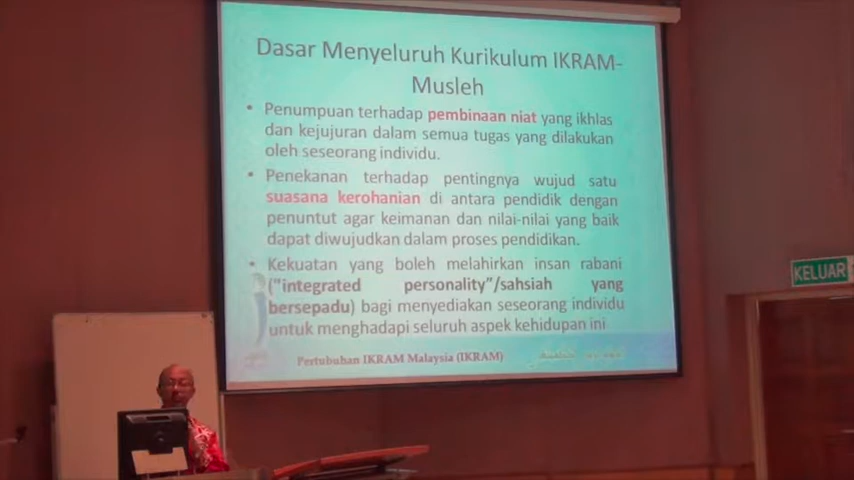 Dasar Menyeluruh Kurikulum IKRAM-
Musleh
• Penumpuan terhadap pembinaan niat yang ikhlas
dan kejujuran dalam semua tugas yang dilakukan
oleh seseorang individu.
• Penekanan terhadap pentingnya wujud satu
suasana kerohanian di antara pendidik dengan
penuntut agar keimanan dan nilai-nilai yang baik
dapat diwujudkan dalam proses pendidikan.
• Kekuatan yang boleh melahirkan insan rabani
("integrated personality"/sahsiah yang
bersepadu) bagi menyediakan seseorang individu
untuk menghadapi seluruh aspek kehidupan ini
Pertubuhan IKRAM Malaysia (IKRAM)
KELUAR